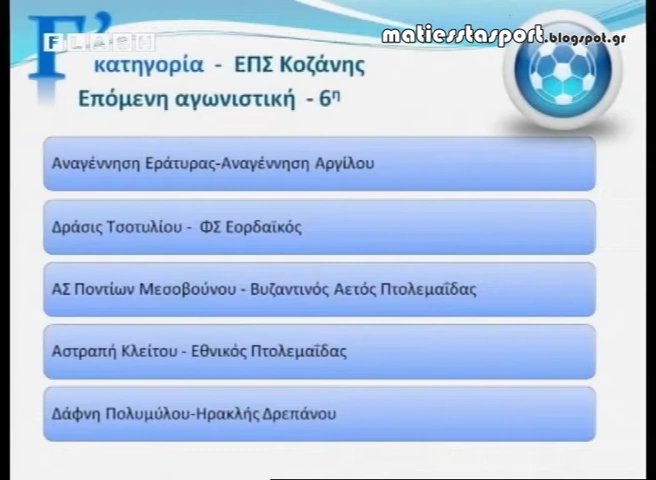 FLASH
matiesstasport.blogspot.gr
Γ' κατηγορία - ΕΠΣ Κοζάνης
Επόμενη αγωνιστική - 6η
Αναγέννηση Εράτυρας-Αναγέννηση Αργίλου
Δράσις Τσοτυλίου - ΦΣ Εορδαϊκός
ΑΣ Ποντίων Μεσοβούνου - Βυζαντινός Αετός Πτολεμαΐδας
Αστραπή Κλείτου - Εθνικός Πτολεμαΐδας
Δάφνη Πολυμύλου-Ηρακλής Δρεπάνου